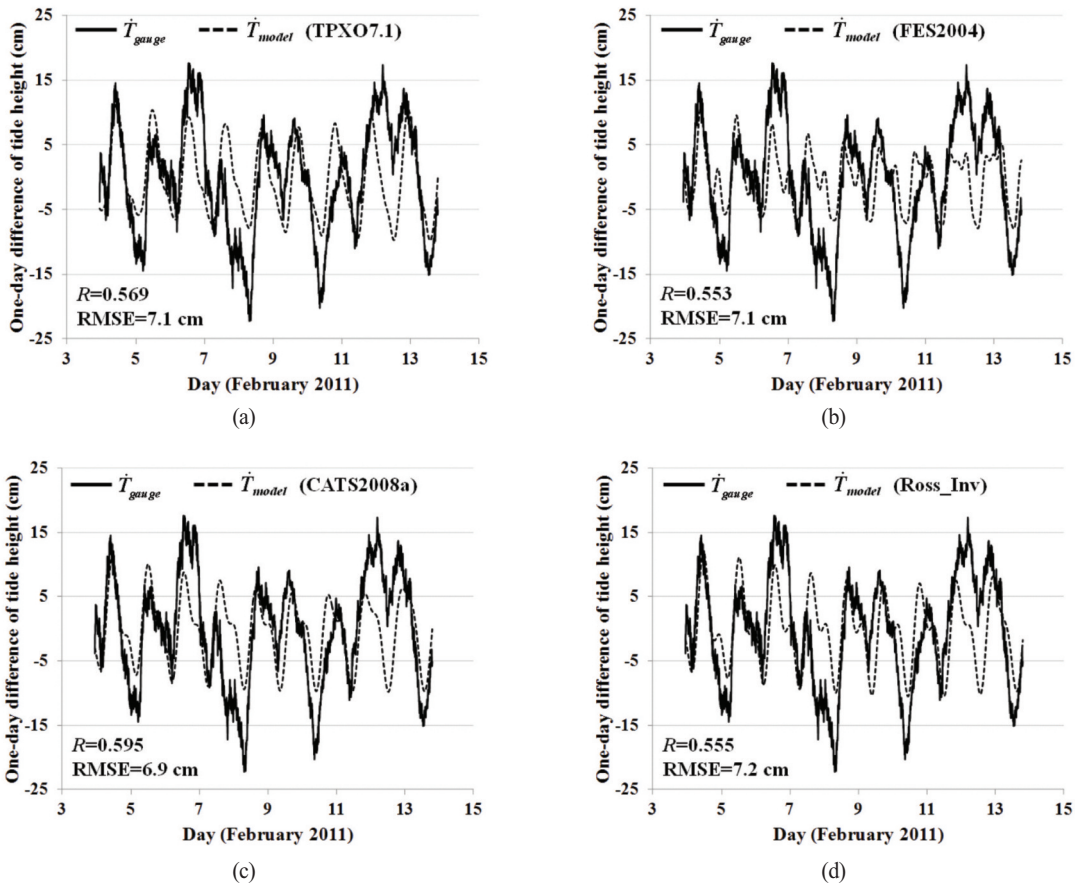 Ṫgauge Ṫmodel (TPXO7.1)
One-day difference of tide height (cm)
25
15
5
-5
-15
-25
R=0.569
RMSE=7.1 cm
3 5 7 9 11 13 15
Day (February 2011)
(a)
Ṫgauge Ṫmodel (FES2004)
One-day difference of tide height (cm)
25
15
5
-5
-15
-25
R=0.553
RMSE=7.1 cm
3 5 7 9 11 13 15
Day (February 2011)
(b)
Ṫgauge Ṫmodel (CATS2008a)
One-day difference of tide height (cm)
25
15
5
-5
-15
-25
R=0.595
RMSE=6.9 cm
3 5 7 9 11 13 15
Day (February 2011)
(c)
Ṫgauge Ṫmodel (Ross_Inv)
One-day difference of tide height (cm)
25
15
5
-5
-15
-25
R=0.555
RMSE=7.2 cm
3 5 7 9 11 13 15
Day (February 2011)
(d)